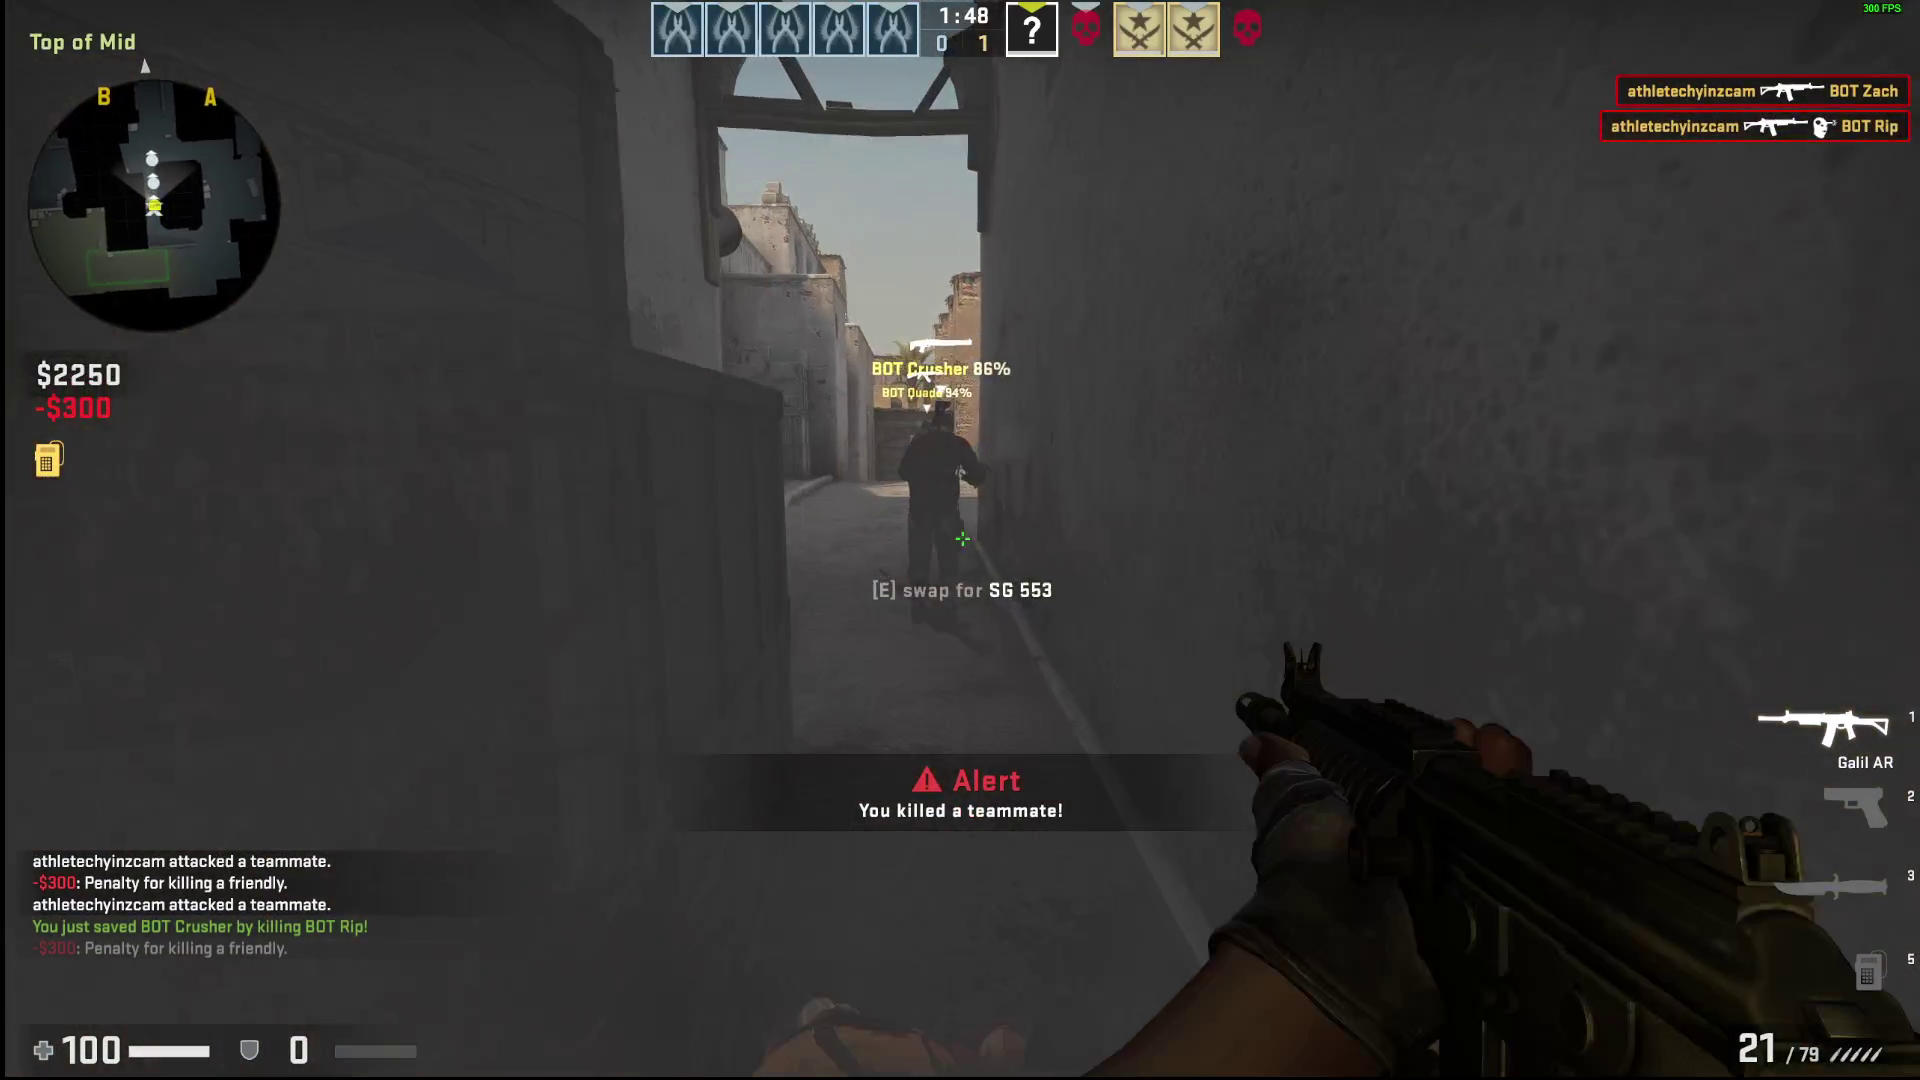 300 FPS
1:48
0 1
?
Top of Mid
B A
athletechyinzcam BOT Zach
athletechyinzcam BOT Rip
$2250
-$300
BOT Crusher 86%
BOT Quade 94%
[E] swap for SG 553
1
Galil AR
2
3
5
Alert
You killed a teammate!
athletechyinzcam attacked a teammate.
-$300: Penalty for killing a friendly.
athletechyinzcam attacked a teammate.
You just saved BOT Crusher by killing BOT Rip!
-$300: Penalty for killing a friendly.
100 0
21 / 79